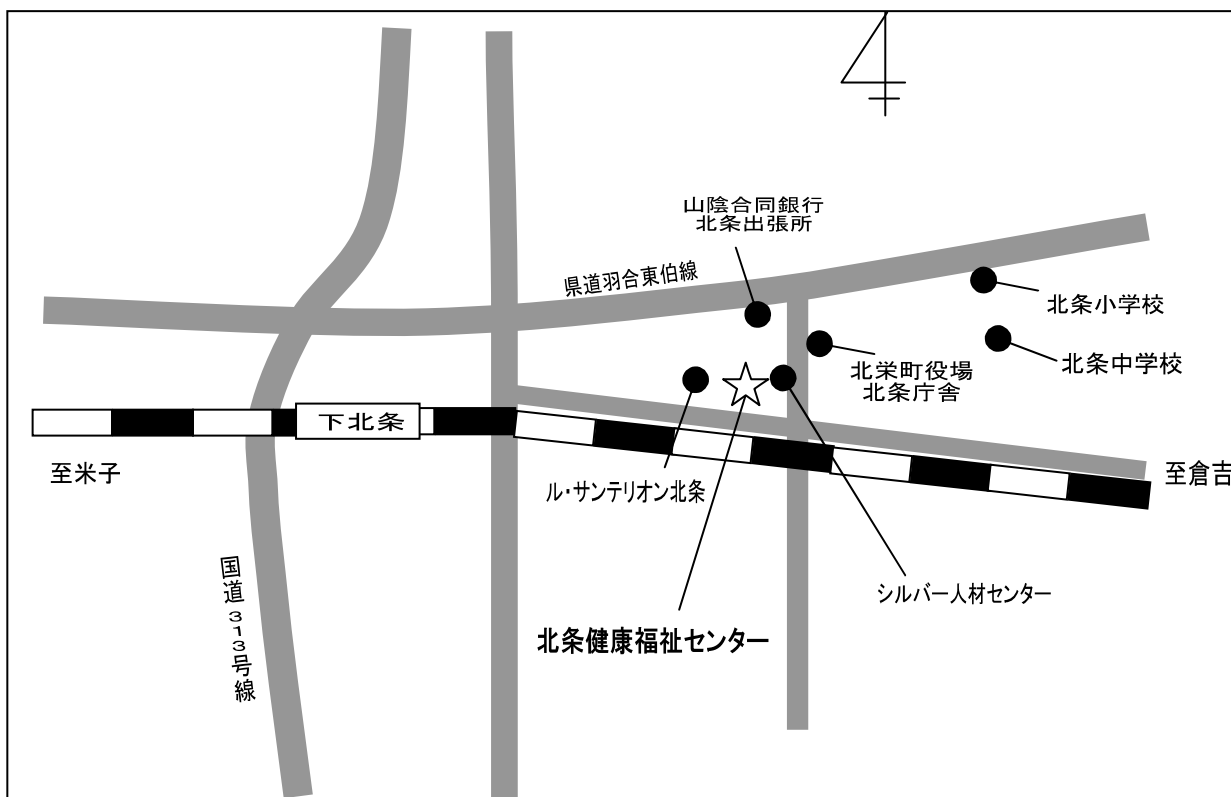 山陰合同銀行
北条出張所
県道羽合東伯線
北条小学校
北条中学校
北栄町役場
北条庁舎
下北条
至米子
至倉吉
ル・サンテリオン北条
シルバー人材センター
北条健康福祉センター
国道313号線